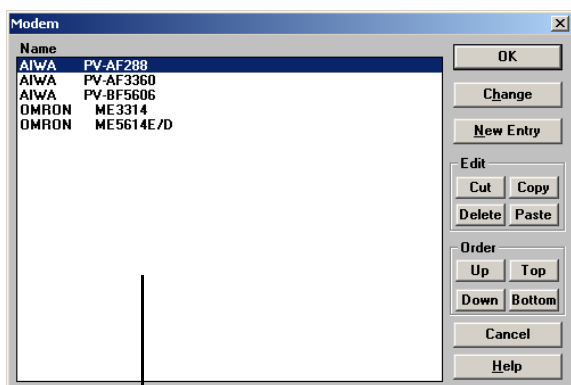 Modem
Name
AIWA PV-AF288
AIWA PV-AF3360
AIWA PV-BF5606
OMRON ME3314
OMRON ME5614E/D
OK
Change
New Entry
Edit
Cut Copy
Delete Paste
Order
Up Top
Down Bottom
Cancel
Help